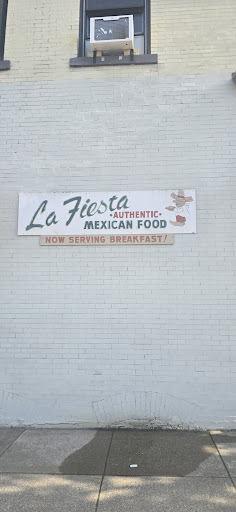 La Fiesta
•AUTHENTIC•
MEXICAN FOOD
NOW SERVING BREAKFAST!